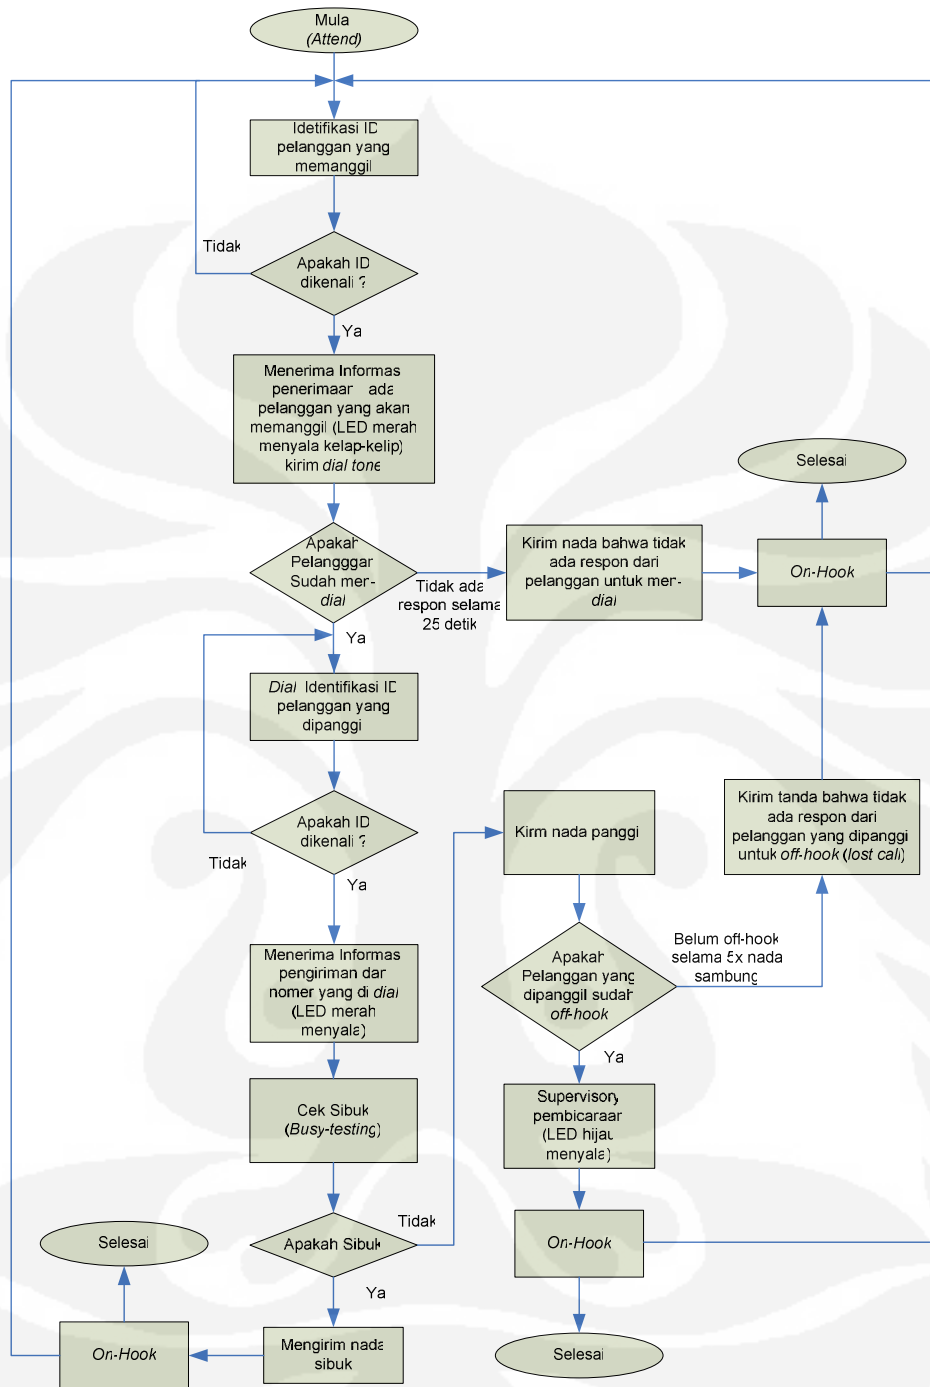 Mula
(Attend)
Idetifikasi ID
pelanggan yang
memanggil
Tidak
Apakah ID
dikenali ?
Ya
Menerima Informas
penerimaan ada
pelanggan yang akan
memanggil (LED merah
menyala kelap-kelip)
kirim dial tone
Apakah
Pelangggan
Sudah men-
dial
Tidak ada
respon selama
25 detik
Kirim nada bahwa tidak
ada respon dari
pelanggan untuk men-
dial
On-Hook
Selesai
Ya
Dial Identifikasi ID
pelanggan yang
dipanggi
Apakah ID
dikenali ?
Tidak
Ya
Menerima Informas
pengiriman dan
nomer yang di dial
(LED merah
menyala)
Cek Sibuk
(Busy-testing)
Apakah Sibuk
Tidak
Ya
Mengirim nada
sibuk
On-Hook
Selesai
Kirm nada panggi
Apakah
Pelanggan yang
dipanggil sudah
off-hook
Belum off-hook
selama 5x nada
sambung
Kirim tanda bahwa tidak
ada respon dari
pelanggan yang dipanggi
untuk off-hook (lost call)
Ya
Supervisory
pembicaraan
(LED hijau
menyala)
On-Hook
Selesai